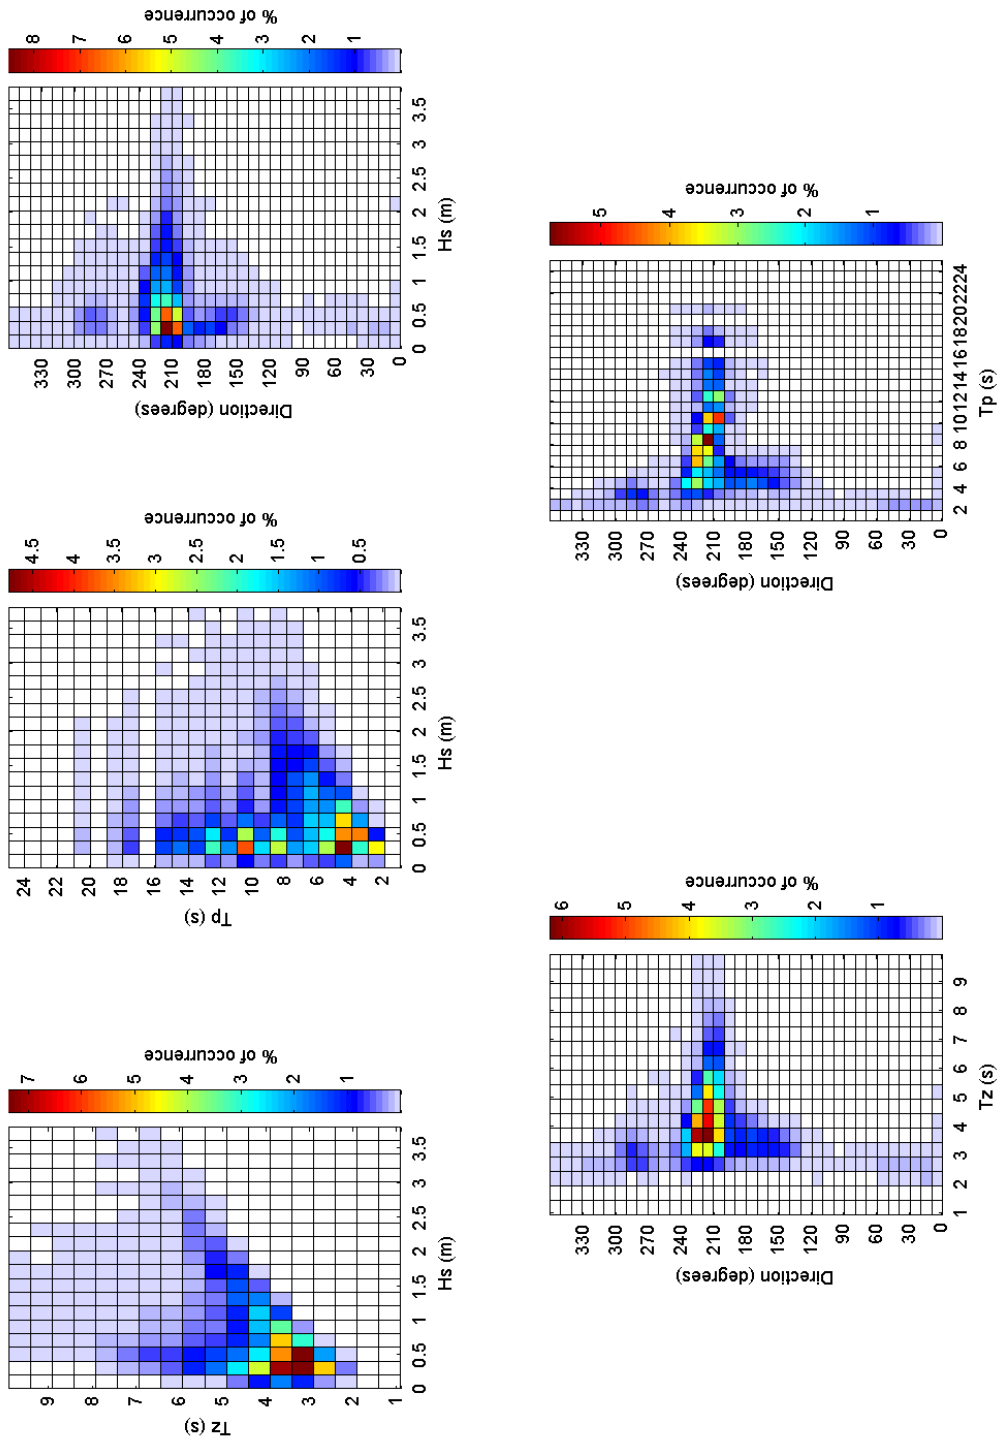 % of occurrence
8 7 6 5 4 3 2 1
0 0.5 1 1.5 2 2.5 3 3.5
Hs (m)
330 300 270 240 210 180 150 120 90 60 30 0
Direction (degrees)
% of occurrence
4.5 4 3.5 3 2.5 2 1.5 1 0.5
0 0.5 1 1.5 2 2.5 3 3.5
Hs (m)
24 22 20 18 16 14 12 10 8 6 4 2
Tp (s)
% of occurrence
7 6 5 4 3 2 1
0 0.5 1 1.5 2 2.5 3 3.5
Hs (m)
9 8 7 6 5 4 3 2 1
Tz (s)
% of occurrence
5 4 3 2 1
2 4 6 8 10 12 14 16 18 20 22 24
Tp (s)
330 300 270 240 210 180 150 120 90 60 30 0
Direction (degrees)
% of occurrence
6 5 4 3 2 1
1 2 3 4 5 6 7 8 9
Tz (s)
330 300 270 240 210 180 150 120 90 60 30 0
Direction (degrees)